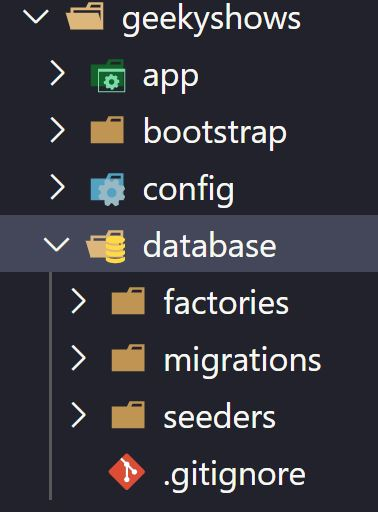 geekyshows
app
bootstrap
config
database
factories
migrations
seeders
.gitignore